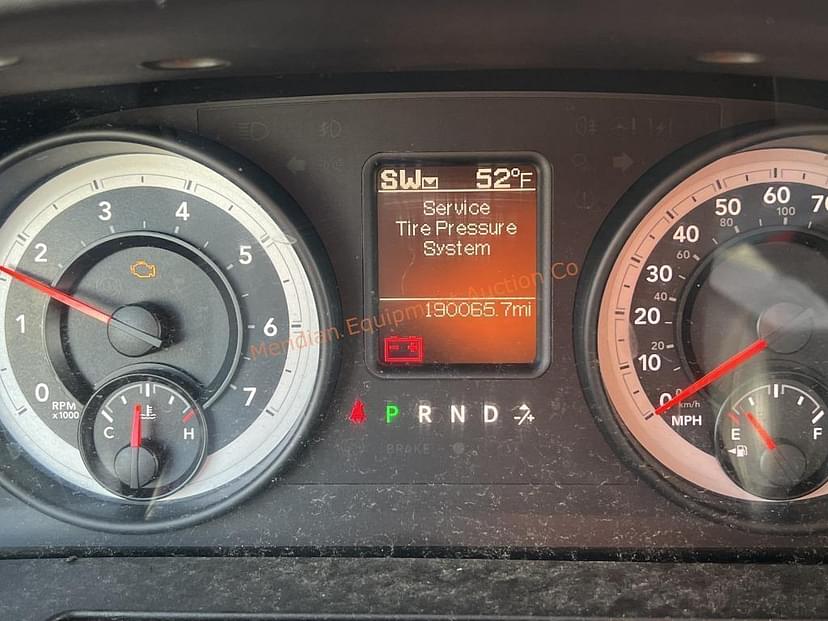 SW 52°F
Service
Tire Pressure
System
190065.7mi
Meridian Equipment Auction Co
0 1 2 3 4 5 6 7
RPM
x1000
C H
P R N D
BRAKE
0 10 20 30 40 50 60 70
0 40 60 80 100
km/h
MPH
E F